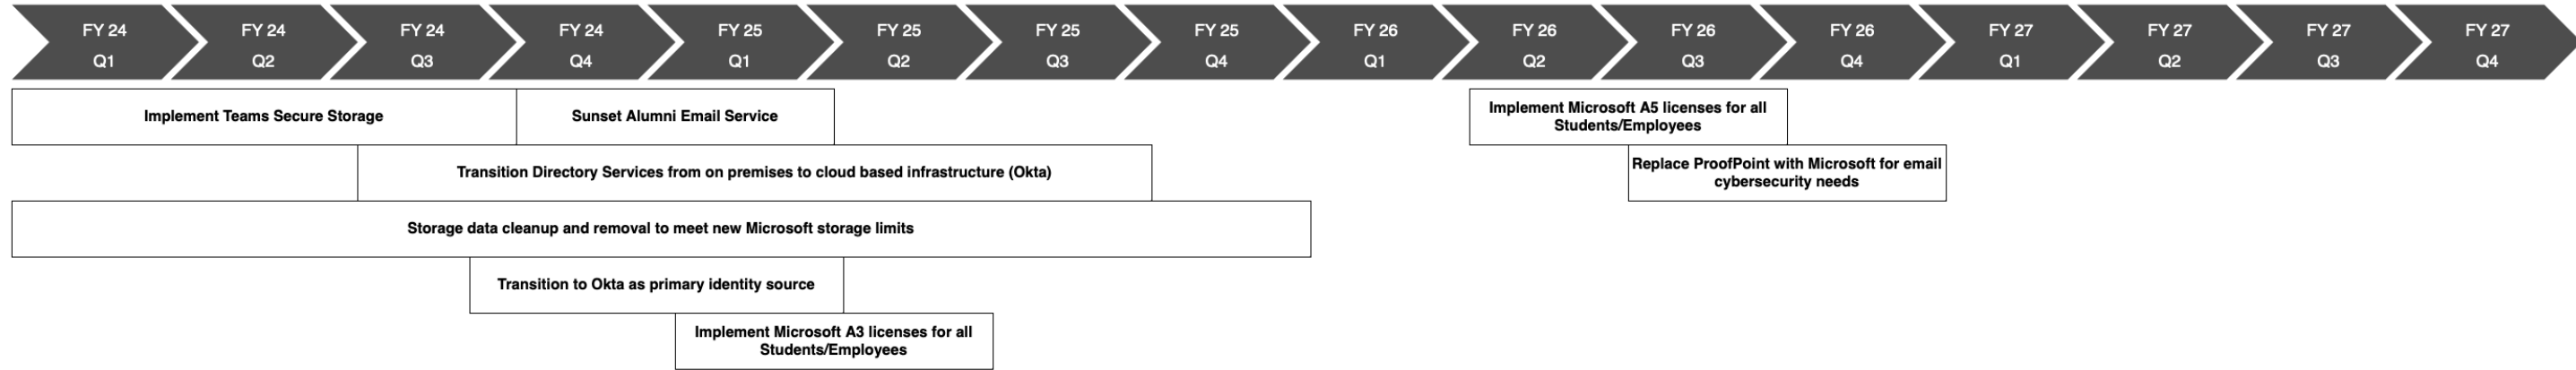 FY 24 FY 24 FY 24 FY 24 FY 25 FY 25 FY 25 FY 25 FY 26 FY 26 FY 26 FY 26 FY 27 FY 27 FY 27 FY 27
Q1 Q2 Q3 Q4 Q1 Q2 Q3 Q4 Q1 Q2 Q3 Q4 Q1 Q2 Q3 Q4
Implement Teams Secure Storage
Sunset Alumni Email Service
Implement Microsoft A5 licenses for all
Students/Employees
Transition Directory Services from on premises to cloud based infrastructure (Okta)
Replace ProofPoint with Microsoft for email
cybersecurity needs
Storage data cleanup and removal to meet new Microsoft storage limits
Transition to Okta as primary identity source
Implement Microsoft A3 licenses for all
Students/Employees